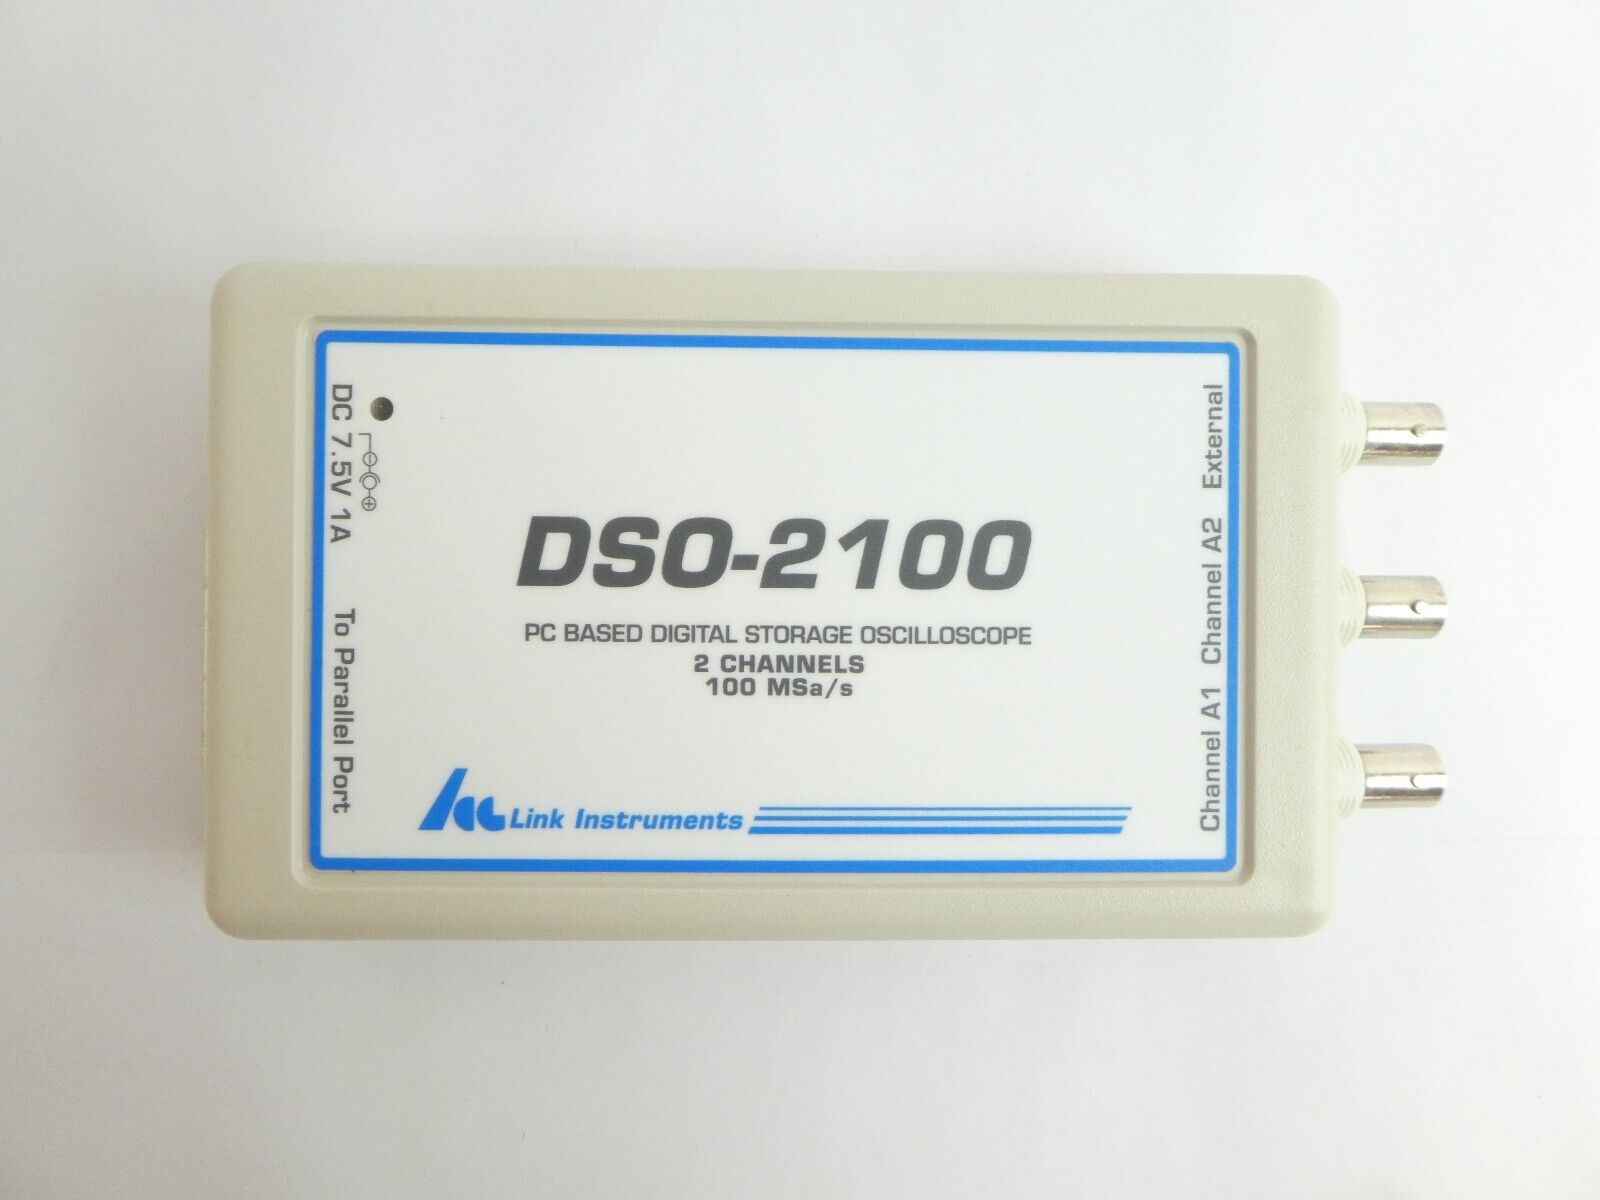 DSO-2100
PC BASED DIGITAL STORAGE OSCILLOSCOPE
2 CHANNELS
100 MSa/s
Link Instruments
DC 7.5V 1A
To Parallel Port
Channel A1
Channel A2
External